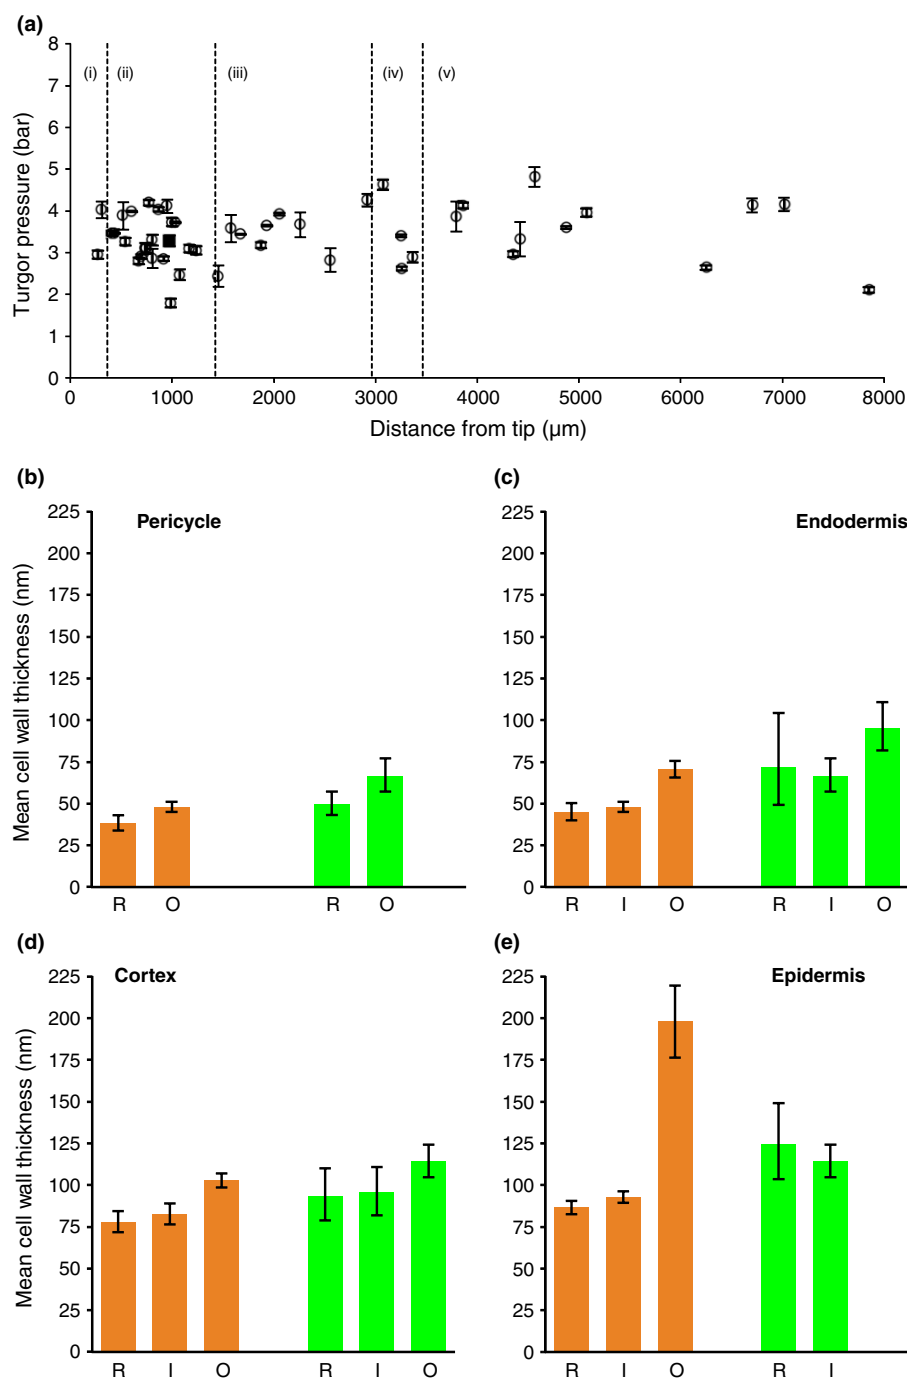 (a)
8
7
6
5
4
3
2
1
0
Turgor pressure (bar)
(i)
(ii)
(iii)
(iv)
(v)
0 1000 2000 3000 4000 5000 6000 7000 8000
Distance from tip (µm)
(b)
Pericycle
225
200
175
150
125
100
75
50
25
0
Mean cell wall thickness (nm)
R O R O
(c)
Endodermis
225
200
175
150
125
100
75
50
25
0
R I O R I O
(d)
Cortex
225
200
175
150
125
100
75
50
25
0
Mean cell wall thickness (nm)
R I O R I O
(e)
Epidermis
225
200
175
150
125
100
75
50
25
0
R I O R I